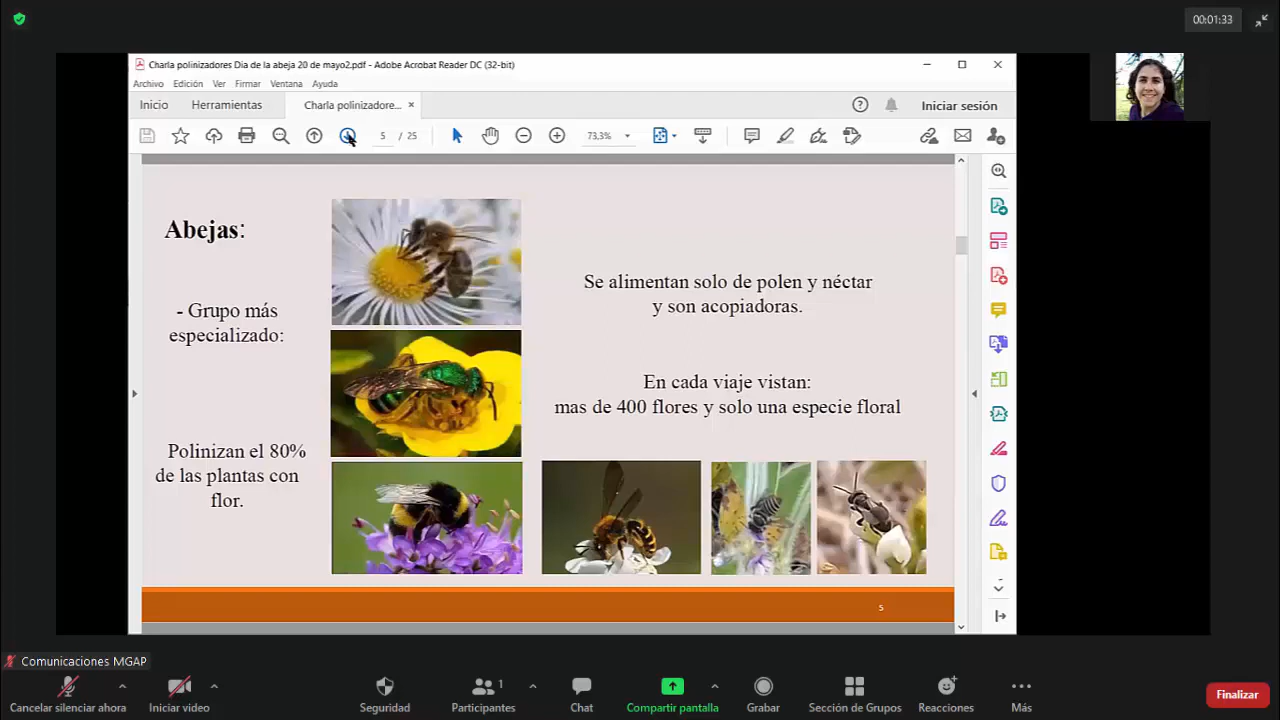 00:01:33
Charla polinizadores Dia de la abeja 20 de mayo2.pdf - Adobe Acrobat Reader DC (32-bit)
Archivo Edición Ver Firmar Ventana Ayuda
Inicio Herramientas Charla polinizadore... Iniciar sesión
5 / 25 73,3%
Abejas:
- Grupo más
especializado:
Polinizan el 80%
de las plantas con
flor.
Se alimentan solo de polen y néctar
y son acopiadoras.
En cada viaje vistan:
mas de 400 flores y solo una especie floral
5
Comunicaciones MGAP
1
Cancelar silenciar ahora Iniciar video Seguridad Participantes Chat Compartir pantalla Grabar Sección de Grupos Reacciones Más Finalizar